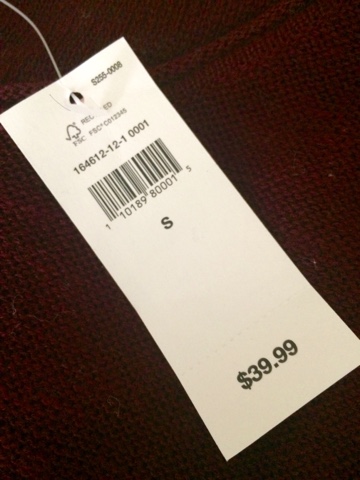 S255-0008
FSC FSC® C012345
164612-12-1 0001
1 10189 80001 5
S
$39.99